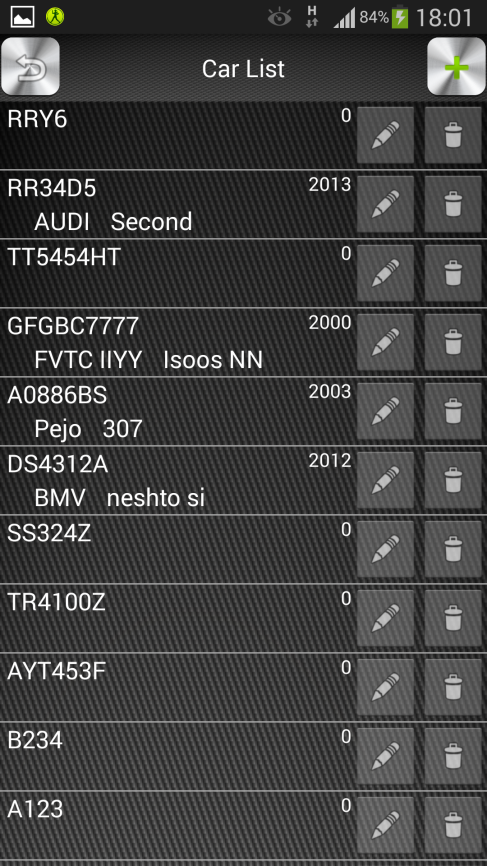 H 84% 18:01
Car List
RRY6 0
RR34D5 2013
AUDI Second
TT5454HT 0
GFGBC7777 2000
FVTC IIYY Isoos NN
A0886BS 2003
Pejo 307
DS4312A 2012
BMV neshto si
SS324Z 0
TR4100Z 0
AYT453F 0
B234 0
A123 0